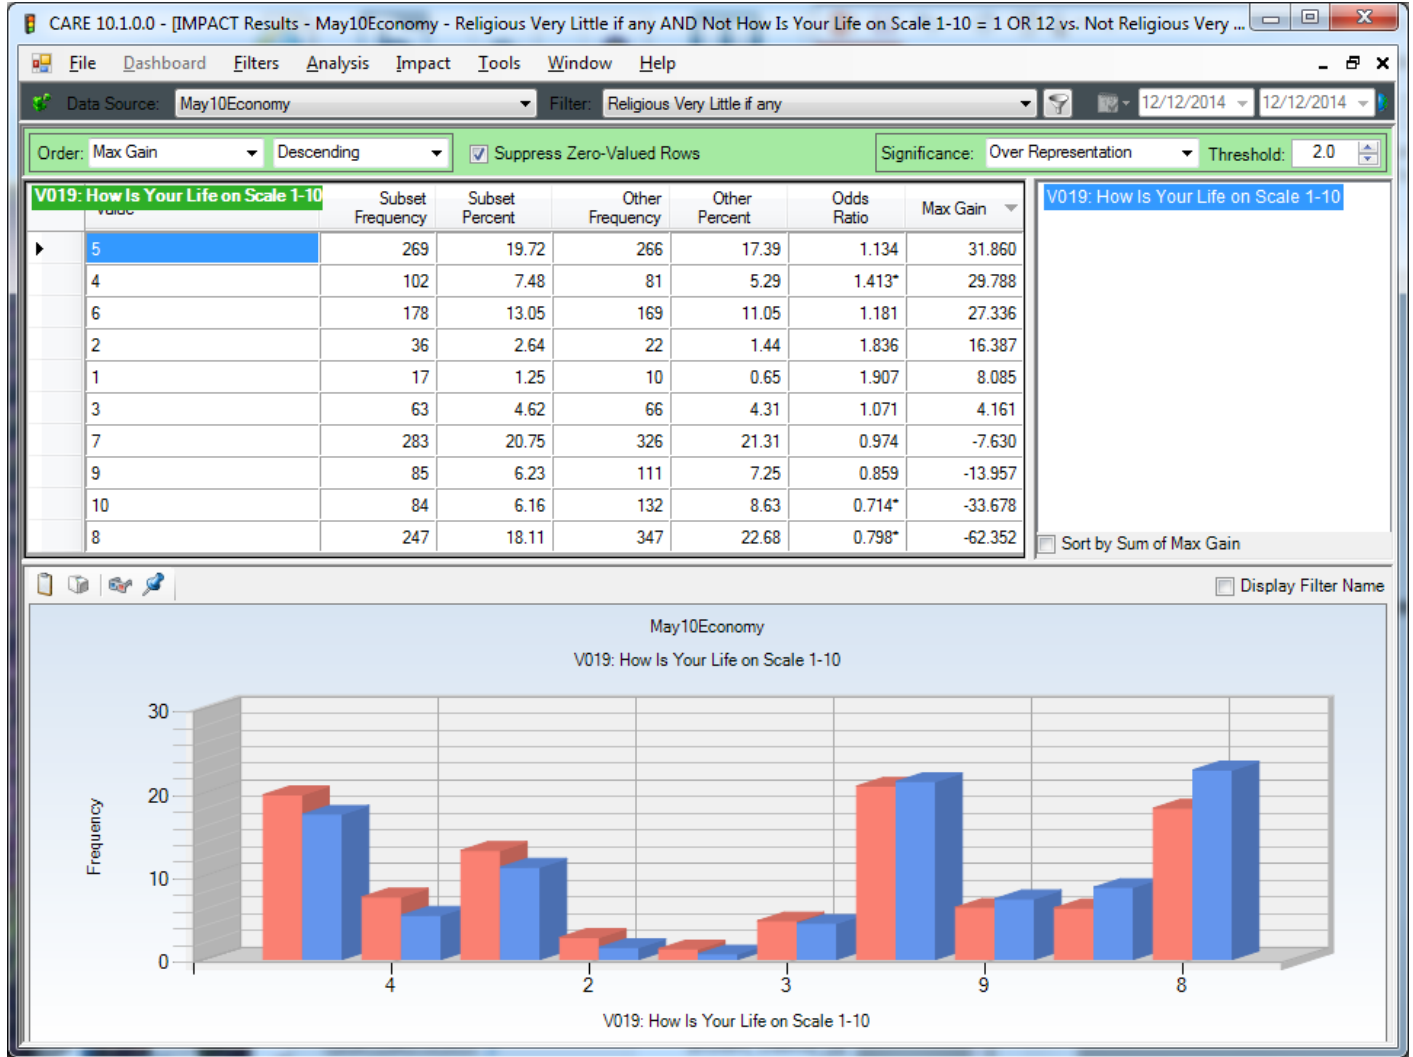 CARE 10.1.0.0 - [IMPACT Results - May10Economy - Religious Very Little if any AND Not How Is Your Life on Scale 1-10 = 1 OR 12 vs. Not Religious Very ...
File Dashboard Filters Analysis Impact Tools Window Help
Data Source: May10Economy Filter: Religious Very Little if any 12/12/2014 12/12/2014
Order: Max Gain Descending Suppress Zero-Valued Rows Significance: Over Representation Threshold: 2.0
V019: How Is Your Life on Scale 1-10 Subset Frequency Subset Percent Other Frequency Other Percent Odds Ratio Max Gain
V019: How Is Your Life on Scale 1-10
5 269 19.72 266 17.39 1.134 31.860
4 102 7.48 81 5.29 1.413* 29.788
6 178 13.05 169 11.05 1.181 27.336
2 36 2.64 22 1.44 1.836 16.387
1 17 1.25 10 0.65 1.907 8.085
3 63 4.62 66 4.31 1.071 4.161
7 283 20.75 326 21.31 0.974 -7.630
9 85 6.23 111 7.25 0.859 -13.957
10 84 6.16 132 8.63 0.714* -33.678
8 247 18.11 347 22.68 0.798* -62.352
Sort by Sum of Max Gain
Display Filter Name
May10Economy
V019: How Is Your Life on Scale 1-10
Frequency
30
20
10
0
4 2 3 9 8
V019: How Is Your Life on Scale 1-10